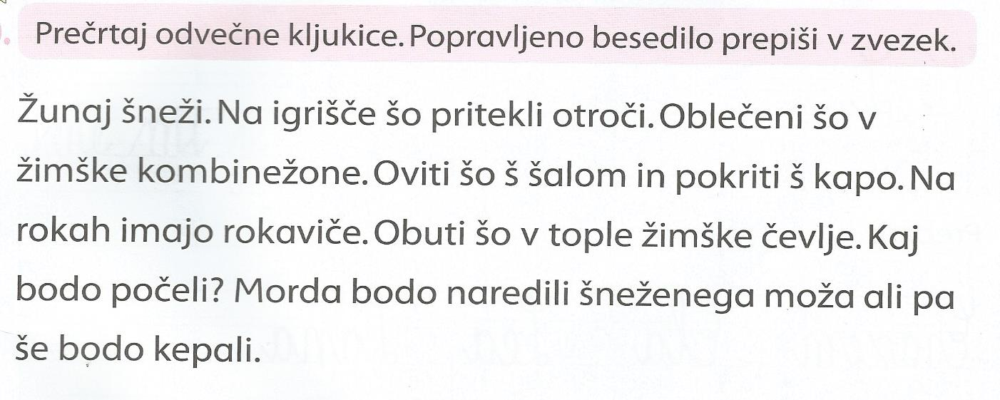 Prečrtaj odvečne kljukice. Popravljeno besedilo prepiši v zvezek.
Žunaj šneži. Na igrišče šo pritekli otroči. Oblečeni šo v
žimške kombinežone. Oviti šo š šalom in pokriti š kapo. Na
rokah imajo rokaviče. Obuti šo v tople žimške čevlje. Kaj
bodo počeli? Morda bodo naredili šneženega moža ali pa
še bodo kepali.